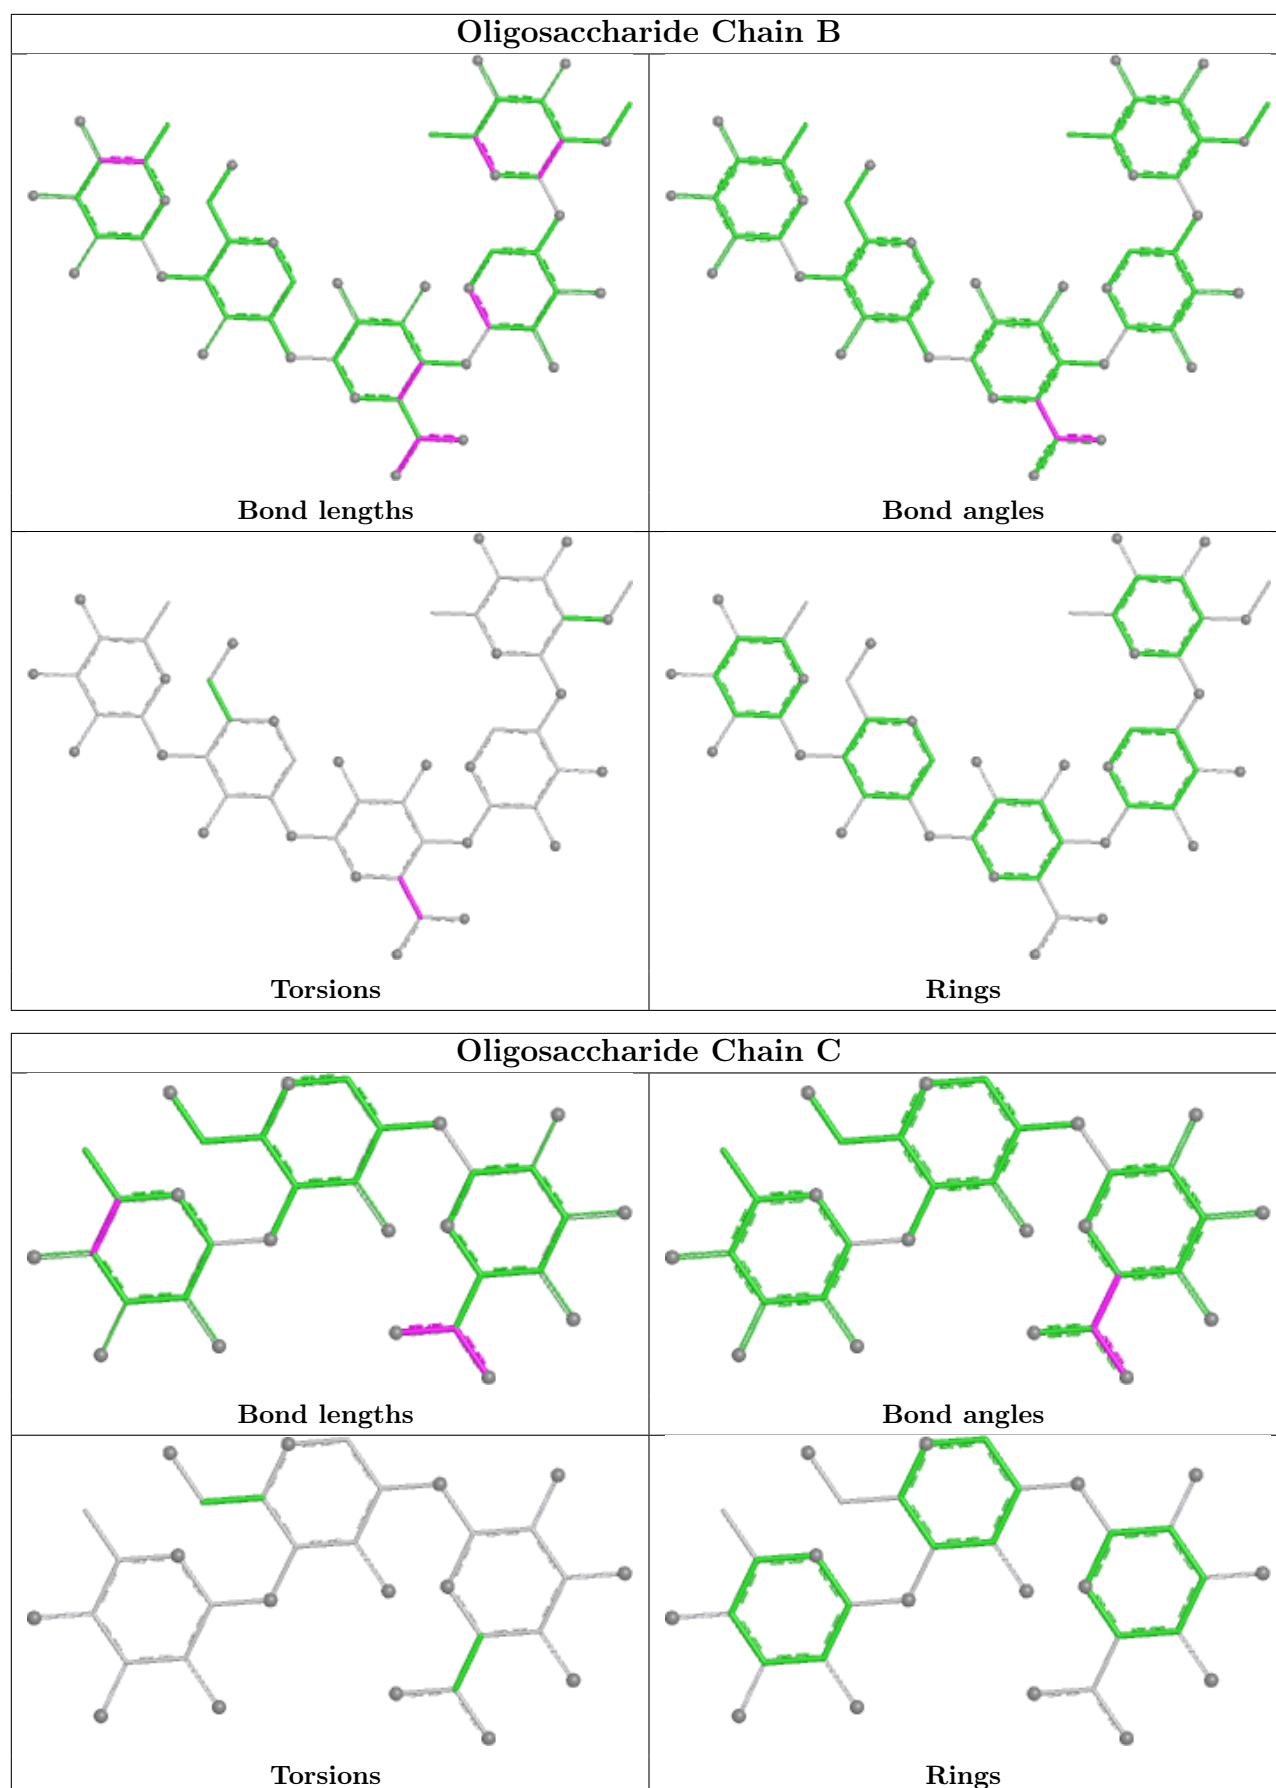 Oligosaccharide Chain B
Bond lengths
Bond angles
Torsions
Rings
Oligosaccharide Chain C
Bond lengths
Bond angles
Torsions
Rings